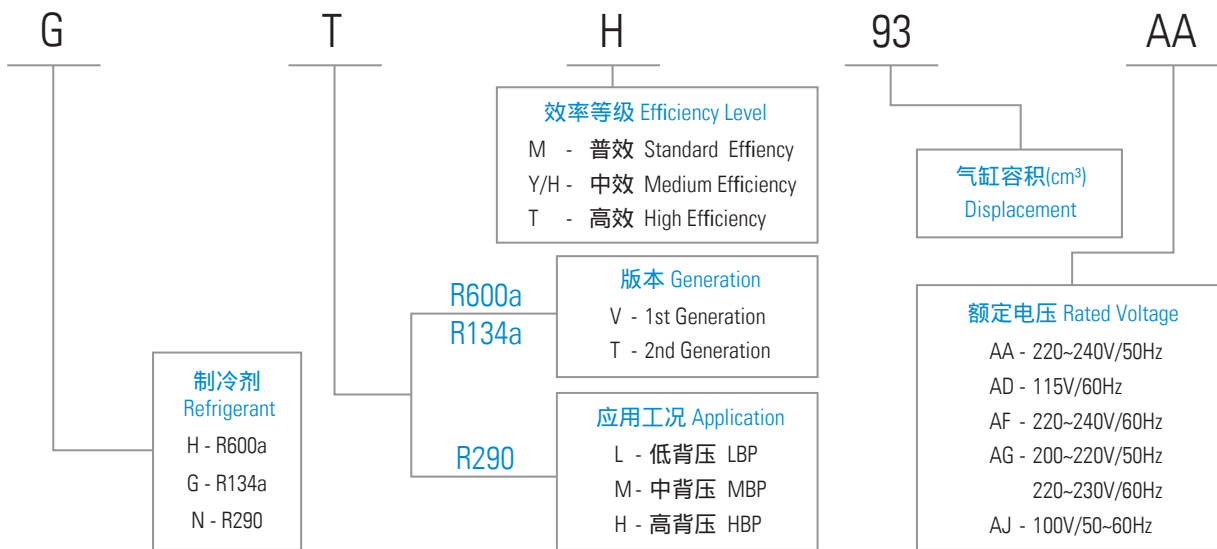 G T H 93 AA
效率等级 Efficiency Level
M - 普效 Standard Effiency
Y/H - 中效 Medium Efficiency
T - 高效 High Efficiency
气缸容积(cm³)
Displacement
R600a
R134a
版本 Generation
V - 1st Generation
T - 2nd Generation
额定电压 Rated Voltage
AA - 220~240V/50Hz
AD - 115V/60Hz
AF - 220~240V/60Hz
AG - 200~220V/50Hz
220~230V/60Hz
AJ - 100V/50~60Hz
制冷剂
Refrigerant
H - R600a
G - R134a
N - R290
R290
应用工况 Application
L - 低背压 LBP
M - 中背压 MBP
H - 高背压 HBP